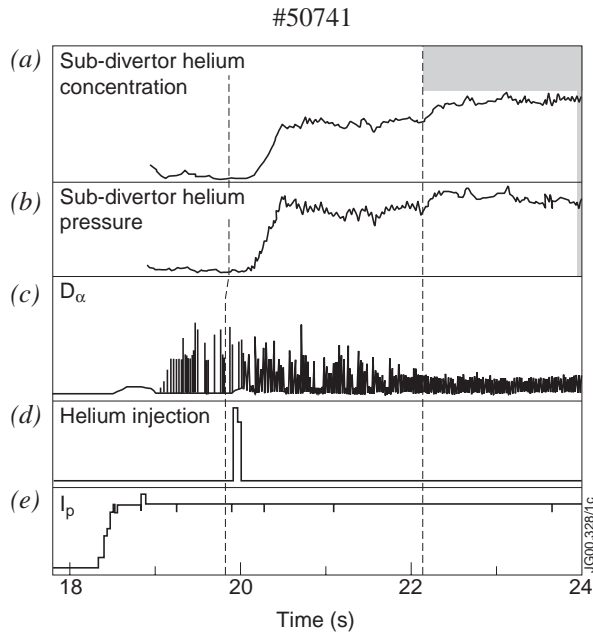 #50741
(a) Sub-divertor helium
concentration
(b) Sub-divertor helium
pressure
(c) Dα
(d) Helium injection
(e) Ip
18 20 22 24
Time (s)
JG00.328/1c